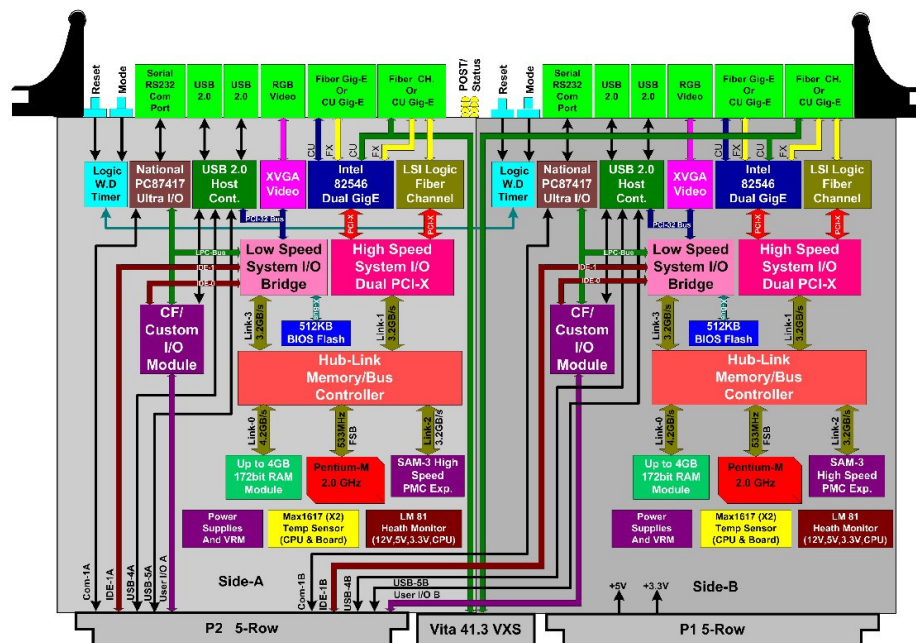 Reset
Mode
Serial
RS232
Com
Port
USB
2.0
USB
2.0
RGB
Video
Fiber Gig-E
Or
CU Gig-E
Fiber CH.
Or
CU Gig-E
POST/
Status
Reset
Mode
Serial
RS232
Com
Port
USB
2.0
USB
2.0
RGB
Video
Fiber Gig-E
Or
CU Gig-E
Fiber CH.
Or
CU Gig-E
CU
FX
CU
FX
CU
FX
CU
FX
Logic
W.D
Timer
National
PC87417
Ultra I/O
USB 2.0
Host
Cont.
XVGA
Video
Intel
82546
Dual GigE
LSI Logic
Fiber
Channel
Logic
W.D
Timer
National
PC87417
Ultra I/O
USB 2.0
Host
Cont.
XVGA
Video
Intel
82546
Dual GigE
LSI Logic
Fiber
Channel
PCI-32 Bus
PCI-X
PCI-X
PCI-32 Bus
PCI-X
PCI-X
LPC-Bus
IDE-1
IDE-0
Low Speed
System I/O
Bridge
High Speed
System I/O
Dual PCI-X
LPC-Bus
IDE-1
IDE-0
Low Speed
System I/O
Bridge
High Speed
System I/O
Dual PCI-X
CF/
Custom
I/O
Module
Link-3
3.2GB/s
512KB
BIOS Flash
Link-1
3.2GB/s
CF/
Custom
I/O
Module
Link-3
3.2GB/s
512KB
BIOS Flash
Link-1
3.2GB/s
Hub-Link
Memory/Bus
Controller
Hub-Link
Memory/Bus
Controller
Link-0
4.2GB/s
533MHz
FSB
Link-2
3.2GB/s
Link-0
4.2GB/s
533MHz
FSB
Link-2
3.2GB/s
Up to 4GB
172bit RAM
Module
Pentium-M
2.0 GHz
SAM-3 High
Speed
PMC Exp.
Up to 4GB
172bit RAM
Module
Pentium-M
2.0 GHz
SAM-3 High
Speed
PMC Exp.
Power
Supplies
And VRM
Max1617 (X2)
Temp Sensor
(CPU & Board)
LM 81
Heath Monitor
(12V,5V,3.3V,CPU)
Power
Supplies
And VRM
Max1617 (X2)
Temp Sensor
(CPU & Board)
LM 81
Heath Monitor
(12V,5V,3.3V,CPU)
Com-1A
IDE-1A
USB-4A
USB-5A
User I/O A
Side-A
Com-1B
IDE-1B
USB-4B
USB-5B
User I/O B
+5V
+3.3V
Side-B
P2 5-Row
Vita 41.3 VXS
P1 5-Row